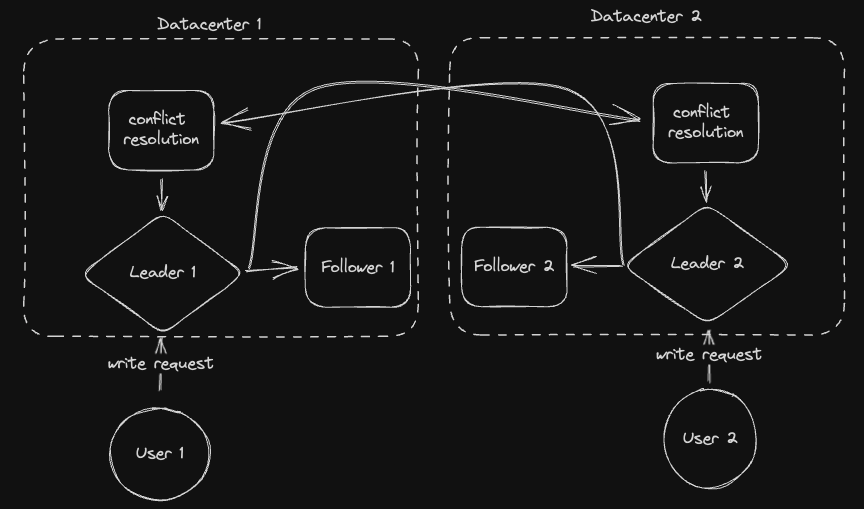 Datacenter 1
Datacenter 2
conflict
resolution
conflict
resolution
Leader 1
Follower 1
Follower 2
Leader 2
write request
write request
User 1
User 2